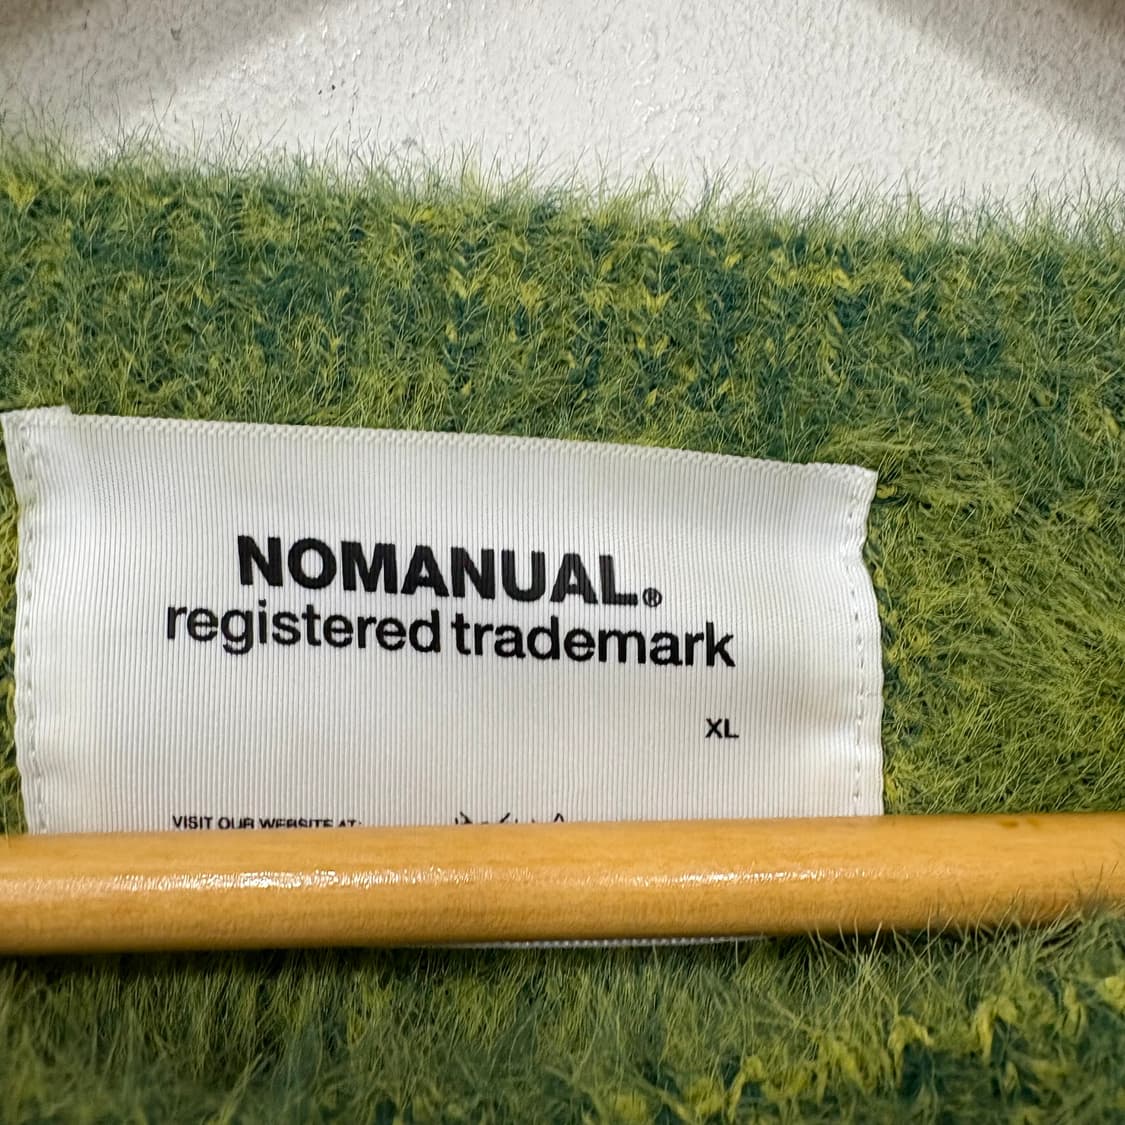 NOMANUAL.®
registered trademark
XL
VISIT OUR WEBSITE AT: